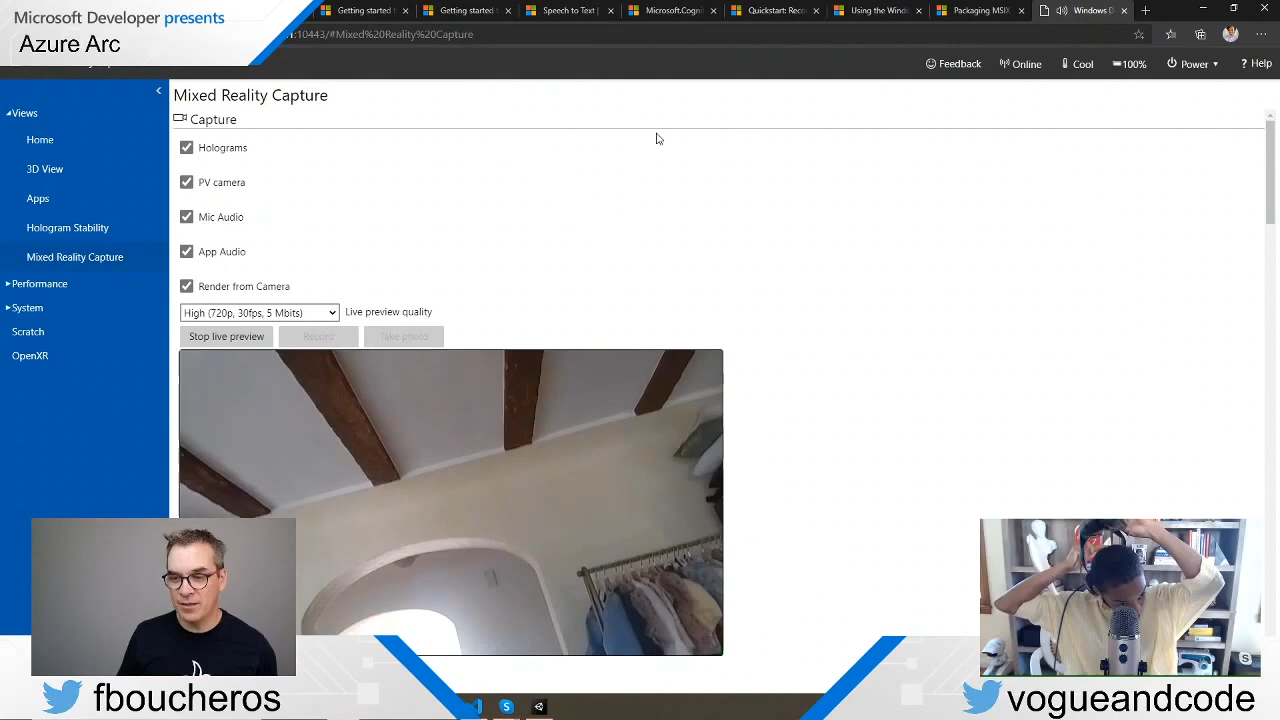 Microsoft Developer presents
Azure Arc
Getting started
Getting started
Speech to Text |
Microsoft.Cogni
Quickstart: Reco
Using the Windo
Packaging MSIX
Windows D
:10443/#Mixed%20Reality%20Capture
Feedback
Online
Cool
100%
Power
? Help
Views
Home
3D View
Apps
Hologram Stability
Mixed Reality Capture
Performance
System
Scratch
OpenXR
Mixed Reality Capture
Capture
Holograms
PV camera
Mic Audio
App Audio
Render from Camera
High (720p, 30fps, 5 Mbits)
Live preview quality
Stop live preview
Record
Take photo
fboucheros
vogueandcode